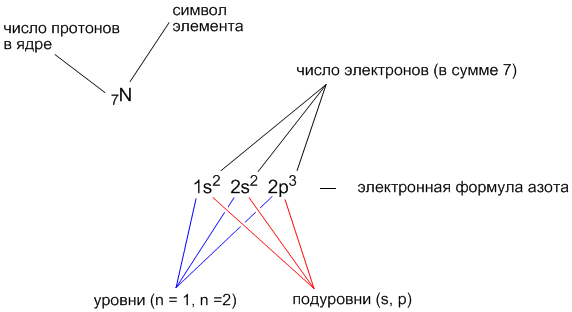 символ
элемента
число протонов
в ядре
₇N
число электронов (в сумме 7)
1s² 2s² 2p³ — электронная формула азота
уровни (n = 1, n =2)
подуровни (s, p)